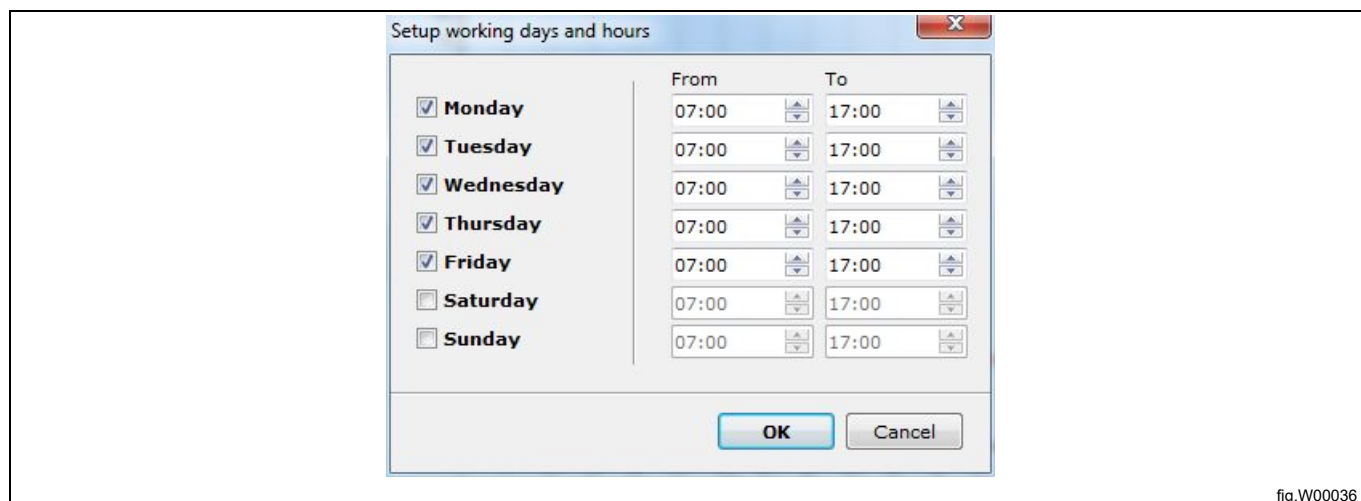 Setup working days and hours
From To
Monday 07:00 17:00
Tuesday 07:00 17:00
Wednesday 07:00 17:00
Thursday 07:00 17:00
Friday 07:00 17:00
Saturday 07:00 17:00
Sunday 07:00 17:00
OK Cancel
fig.W00036